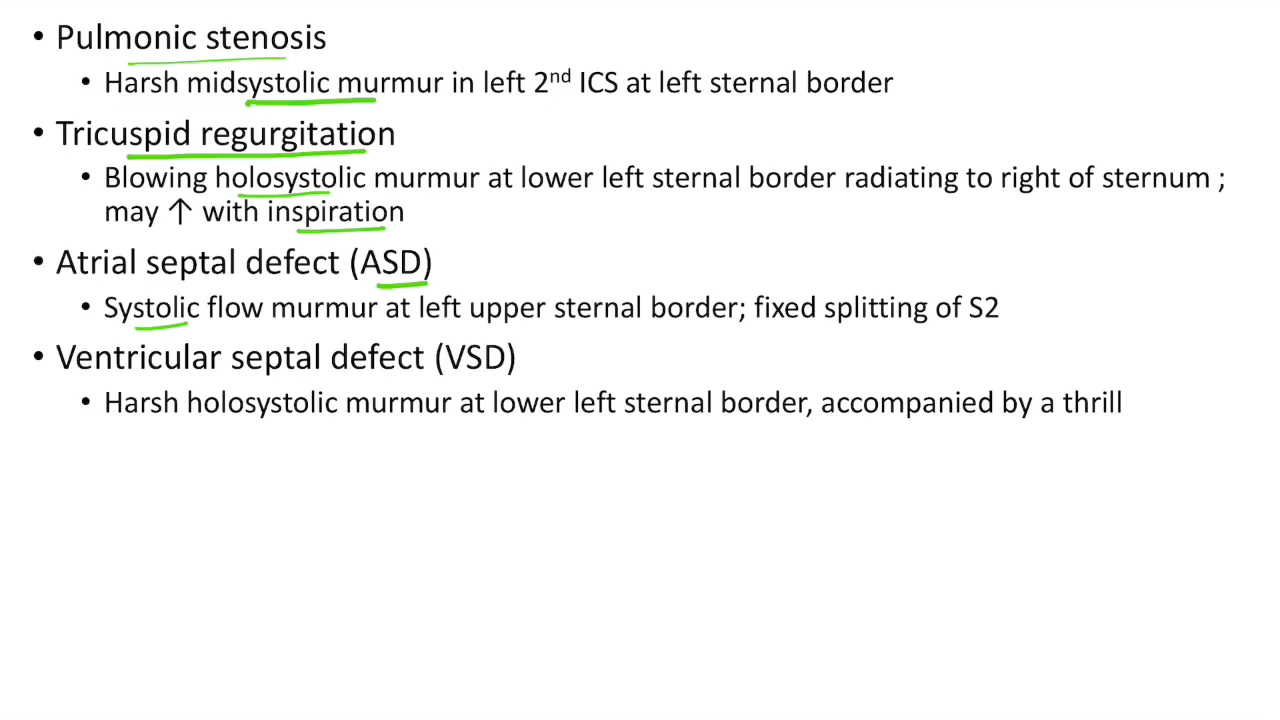 • Pulmonic stenosis
• Harsh midsystolic murmur in left 2nd ICS at left sternal border
• Tricuspid regurgitation
• Blowing holosystolic murmur at lower left sternal border radiating to right of sternum ;
may ↑ with inspiration
• Atrial septal defect (ASD)
• Systolic flow murmur at left upper sternal border; fixed splitting of S2
• Ventricular septal defect (VSD)
• Harsh holosystolic murmur at lower left sternal border, accompanied by a thrill